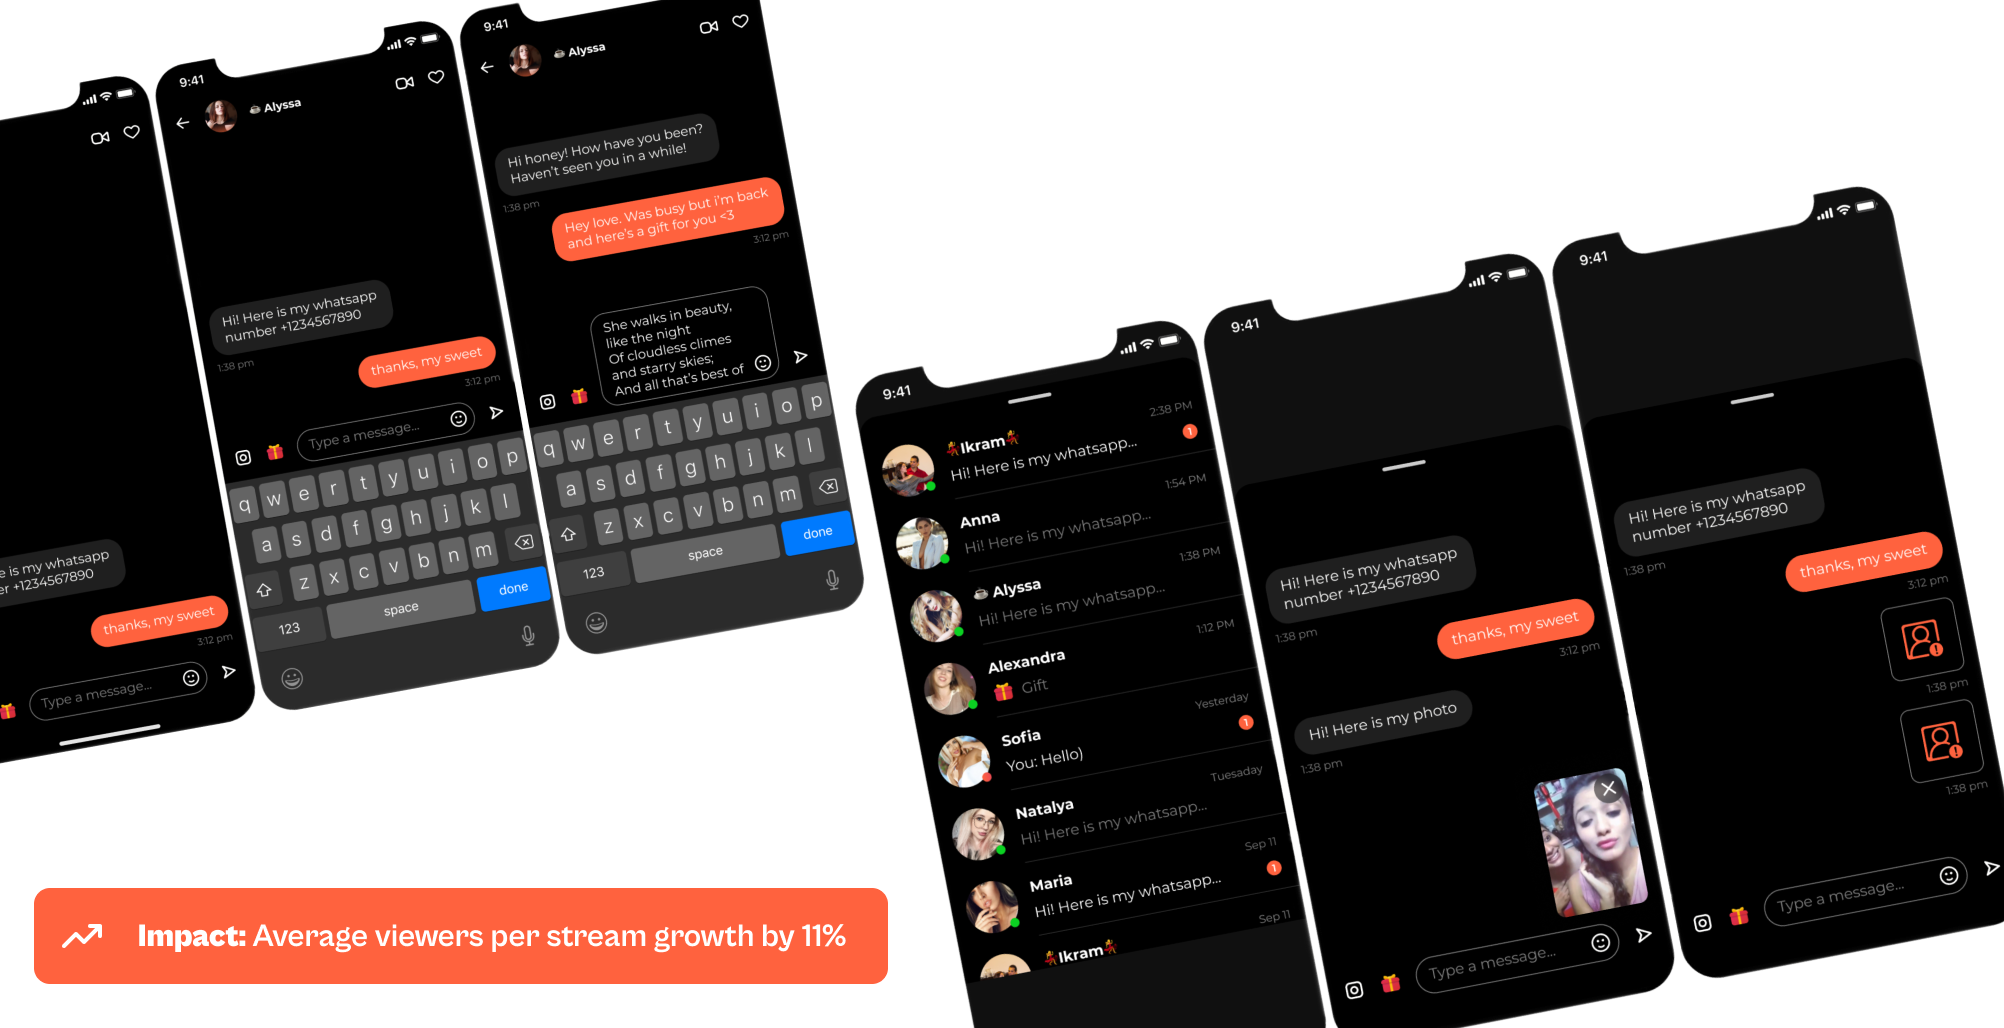 e is my whatsapp
er +1234567890
thanks, my sweet
3:12 pm
Type a message...
9:41
Alyssa
Hi! Here is my whatsapp
number +1234567890
1:38 pm
thanks, my sweet
3:12 pm
Type a message...
q w e r t y u i o p
a s d f g h j k l
z x c v b n m
123
space
done
9:41
Alyssa
Hi honey! How have you been?
Haven't seen you in a while!
1:38 pm
Hey love. Was busy but i'm back
and here's a gift for you <3
3:12 pm
She walks in beauty,
like the night
Of cloudless climes
and starry skies;
And all that's best of
q w e r t y u i o p
a s d f g h j k l
z x c v b n m
123
space
done
9:41
2:38 PM
Ikram
Hi! Here is my whatsapp...
1
1:54 PM
Anna
Hi! Here is my whatsapp...
1:38 PM
Alyssa
Hi! Here is my whatsapp...
1:12 PM
Alexandra
Gift
Yesterday
Sofia
1
You: Hello)
Tuesaday
Natalya
Hi! Here is my whatsapp...
Sep 11
Maria
1
Hi! Here is my whatsapp...
Sep 11
Ikram
9:41
Hi! Here is my whatsapp
number +1234567890
1:38 pm
thanks, my sweet
3:12 pm
Hi! Here is my photo
1:38 pm
Type a message...
9:41
Hi! Here is my whatsapp
number +1234567890
1:38 pm
thanks, my sweet
3:12 pm
1:38 pm
1:38 pm
Type a message...
Impact: Average viewers per stream growth by 11%